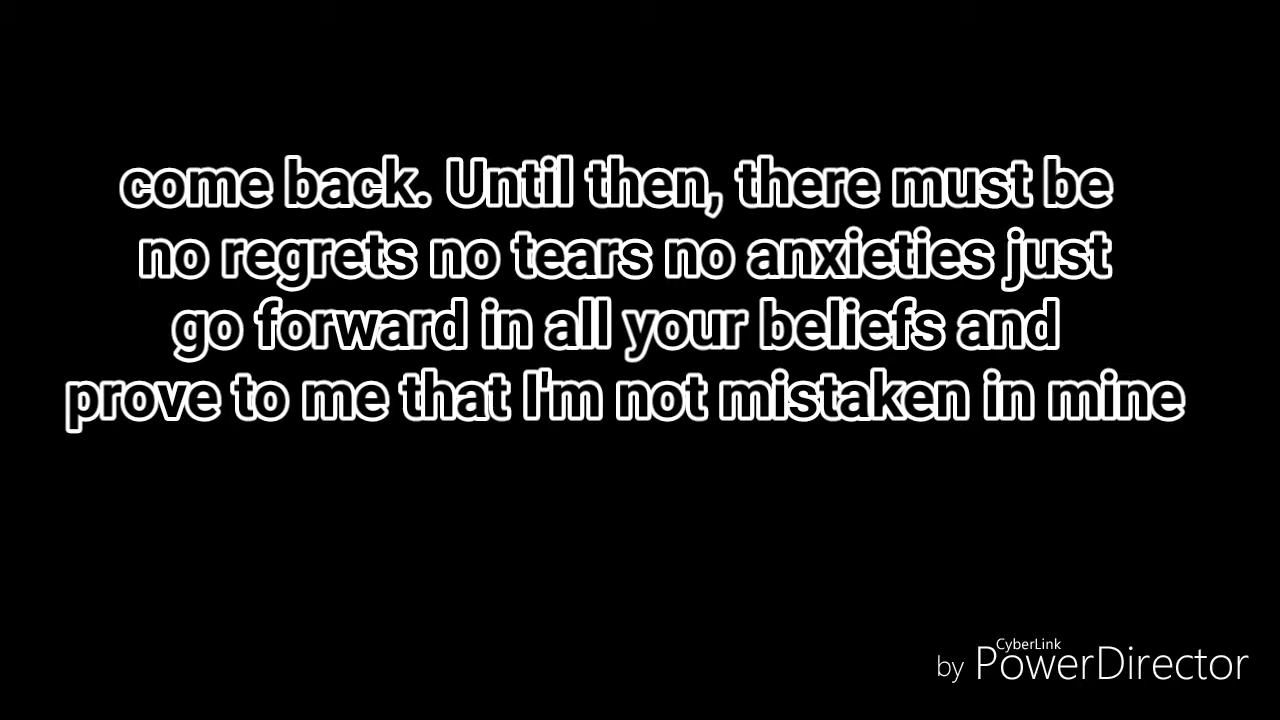 come back. Until then, there must be
no regrets no tears no anxieties just
go forward in all your beliefs and
prove to me that I'm not mistaken in mine
CyberLink
by PowerDirector